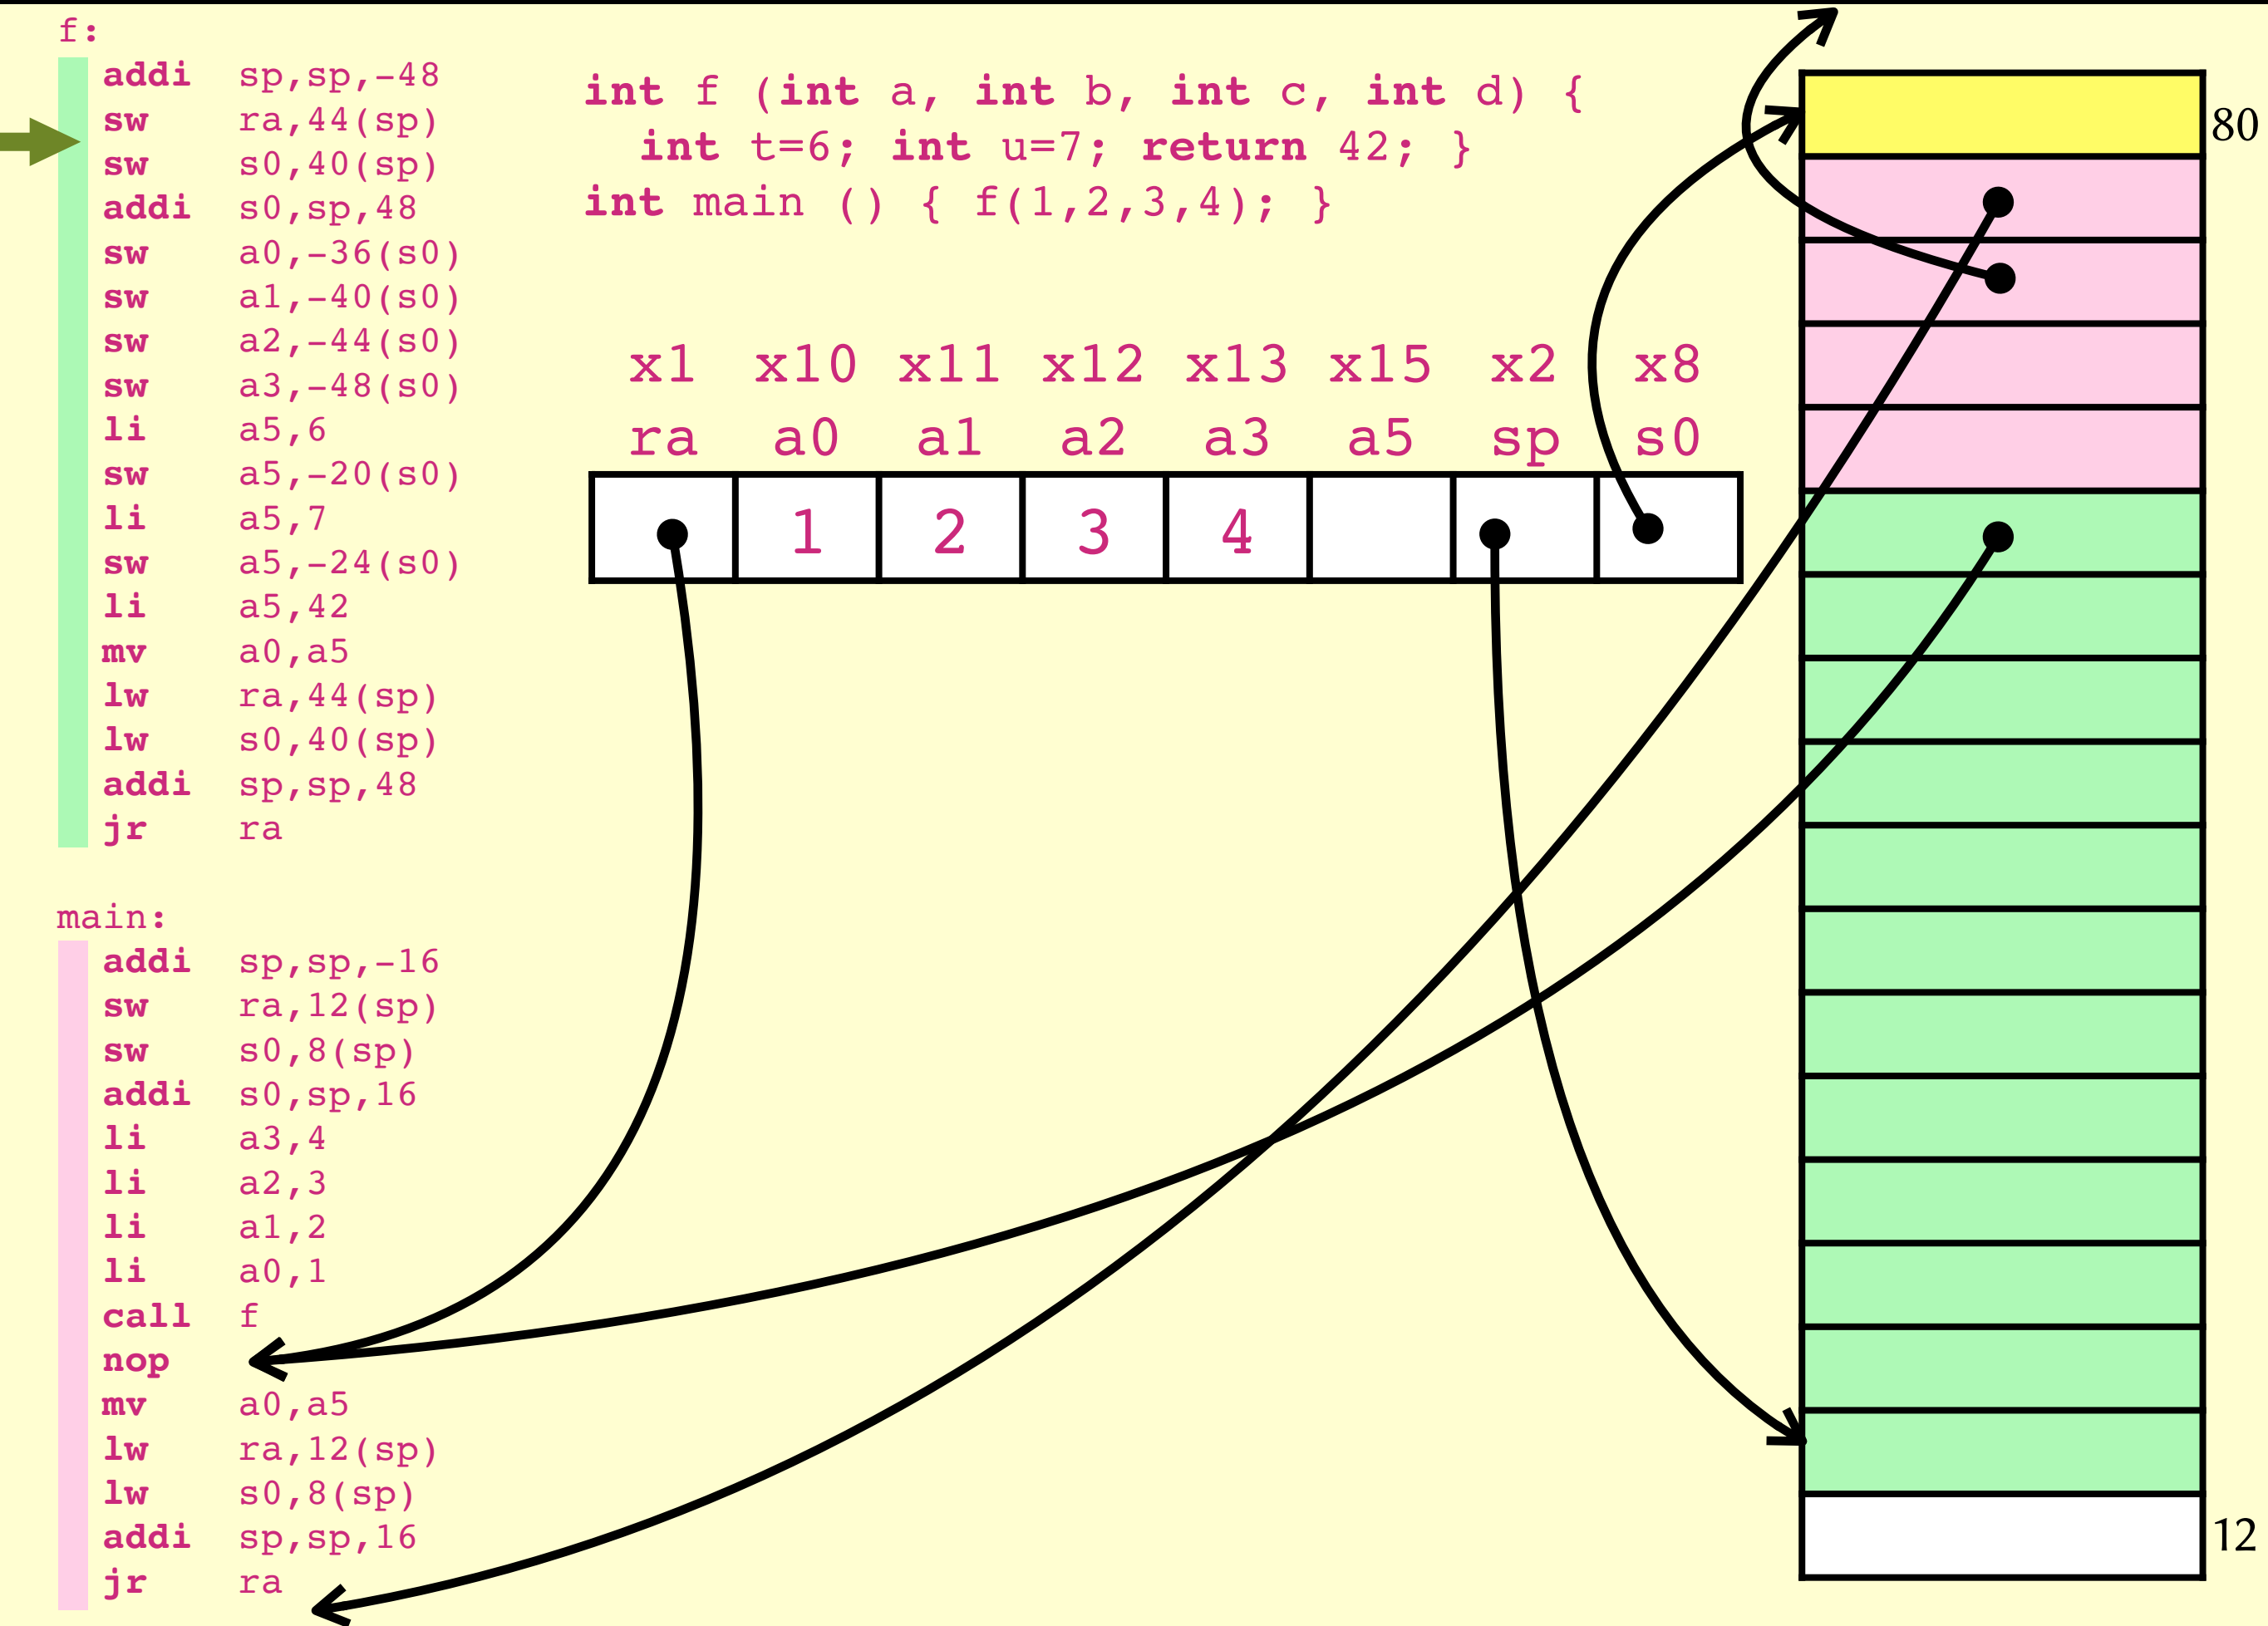 f:
addi sp,sp,-48
sw ra,44(sp)
sw s0,40(sp)
addi s0,sp,48
sw a0,-36(s0)
sw a1,-40(s0)
sw a2,-44(s0)
sw a3,-48(s0)
li a5,6
sw a5,-20(s0)
li a5,7
sw a5,-24(s0)
li a5,42
mv a0,a5
lw ra,44(sp)
lw s0,40(sp)
addi sp,sp,48
jr ra
main:
addi sp,sp,-16
sw ra,12(sp)
sw s0,8(sp)
addi s0,sp,16
li a3,4
li a2,3
li a1,2
li a0,1
call f
nop
mv a0,a5
lw ra,12(sp)
lw s0,8(sp)
addi sp,sp,16
jr ra
int f (int a, int b, int c, int d) {
int t=6; int u=7; return 42; }
int main () { f(1,2,3,4); }
x1 x10 x11 x12 x13 x15 x2 x8
ra a0 a1 a2 a3 a5 sp s0
1 2 3 4
80
12